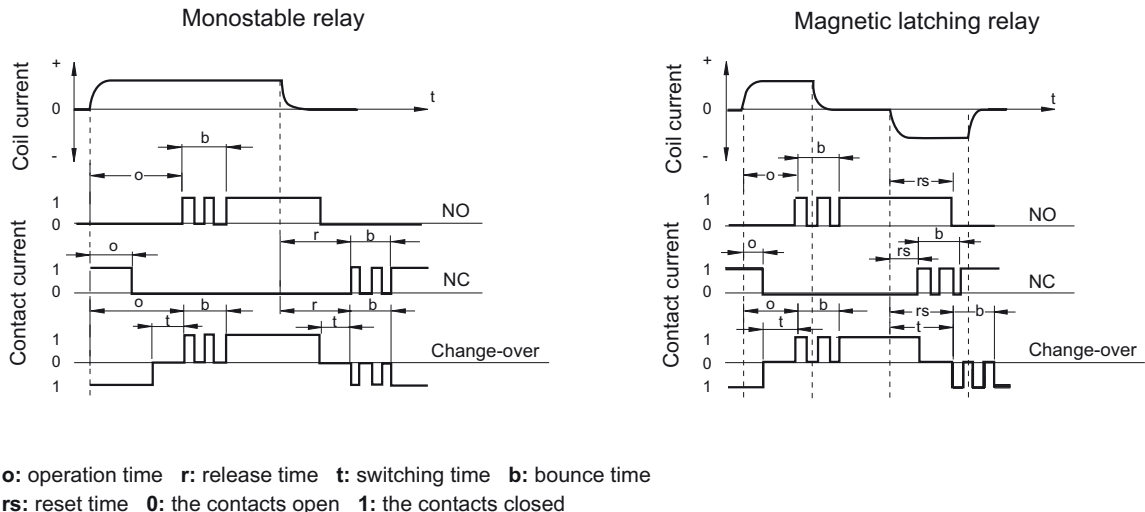 Monostable relay
Magnetic latching relay
Coil current
+
0
-
t
b
o
Contact current
1
0
NO
o
r
b
1
0
NC
o
b
r
b
t
t
1
0
1
Change-over
Coil current
+
0
-
t
b
o
rs
Contact current
1
0
NO
o
b
rs
1
0
NC
o
b
rs
b
t
t
1
0
1
Change-over
o: operation time r: release time t: switching time b: bounce time
rs: reset time 0: the contacts open 1: the contacts closed